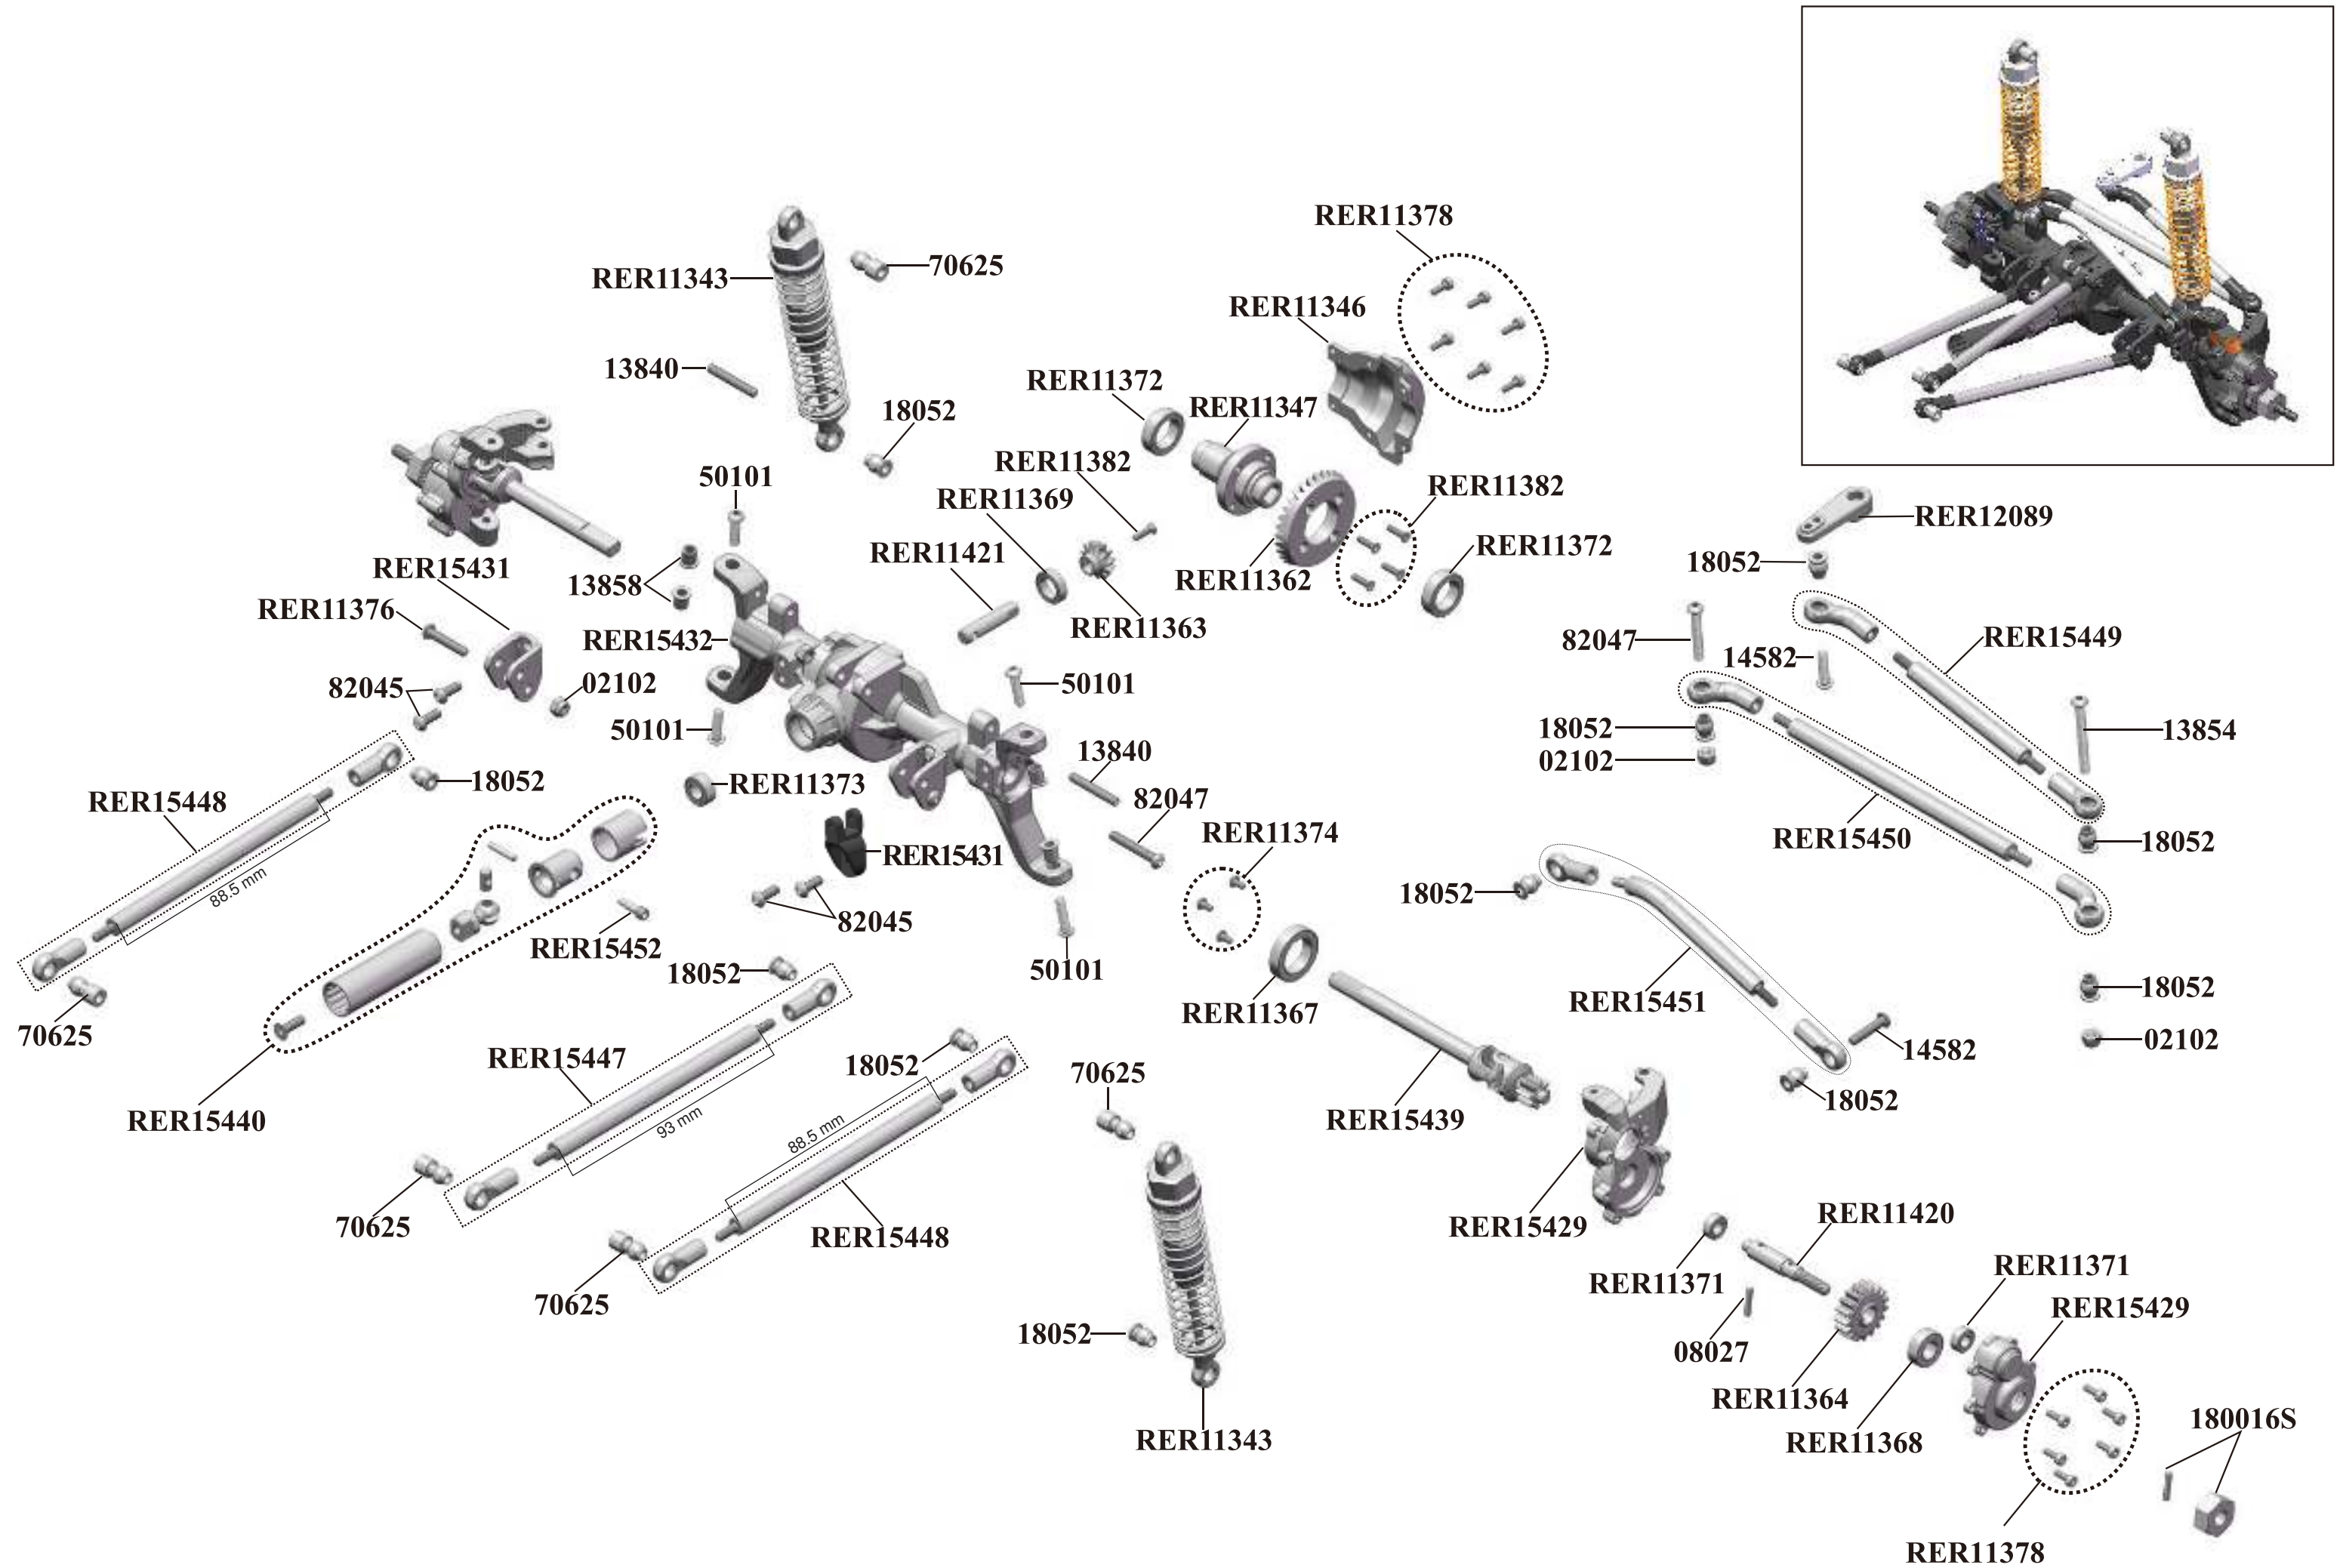 RER11378
RER11343
70625
RER11346
13840
RER11372
RER11347
18052
RER11382
50101
RER11382
RER11369
RER12089
RER11421
RER11372
18052
RER15431
13858
RER11362
RER11376
RER11363
RER15432
82047
RER15449
14582
82045
02102
50101
50101
18052
13854
13840
02102
18052
RER11373
RER15448
82047
RER11374
RER15450
18052
RER15431
88.5 mm
18052
82045
RER15452
18052
50101
18052
RER15451
RER11367
70625
02102
14582
RER15447
18052
70625
18052
RER15440
93 mm
88.5 mm
RER15439
RER11420
70625
RER15429
RER15448
RER11371
RER11371
70625
RER15429
18052
08027
RER11364
180016S
RER11343
RER11368
RER11378